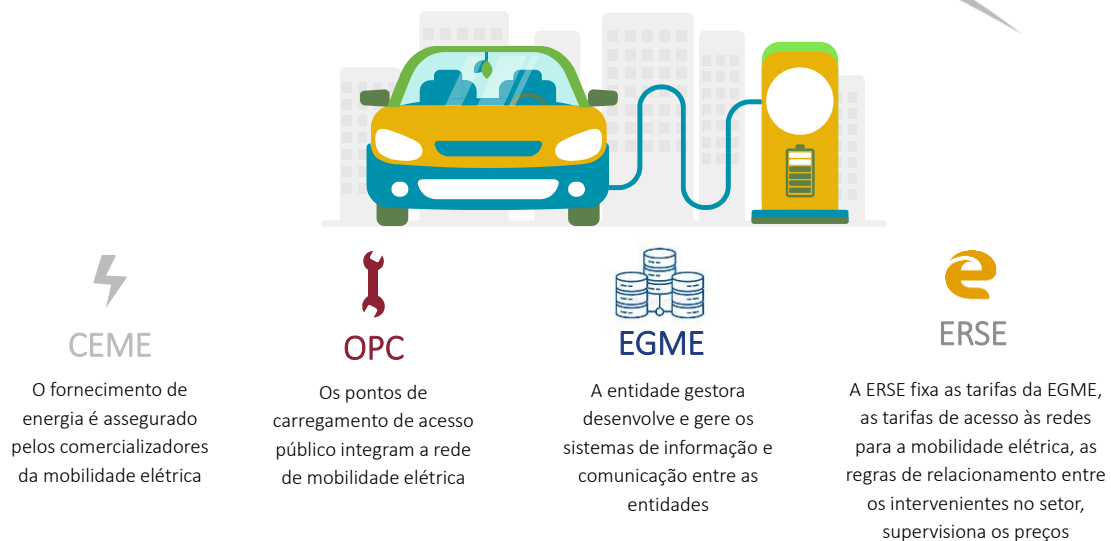 CEME
O fornecimento de
energia é assegurado
pelos comercializadores
da mobilidade elétrica
OPC
Os pontos de
carregamento de acesso
público integram a rede
de mobilidade elétrica
EGME
A entidade gestora
desenvolve e gere os
sistemas de informação e
comunicação entre as
entidades
ERSE
A ERSE fixa as tarifas da EGME,
as tarifas de acesso às redes
para a mobilidade elétrica, as
regras de relacionamento entre
os intervenientes no setor,
supervisiona os preços